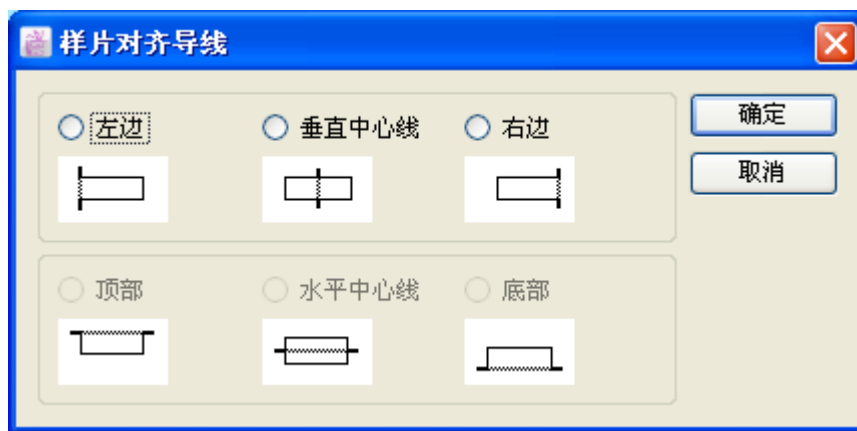 样片对齐导线
左边 垂直中心线 右边
确定
取消
顶部 水平中心线 底部